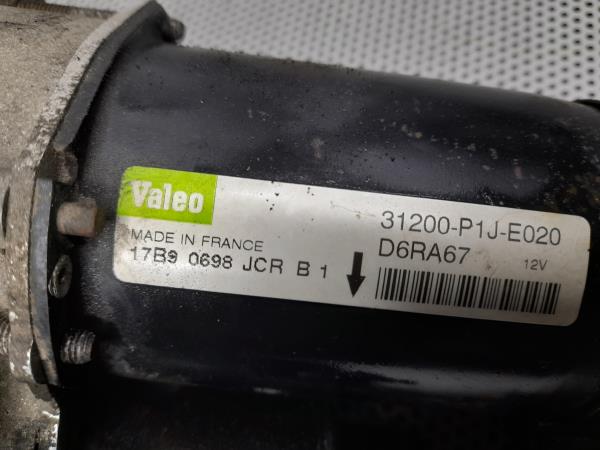 Valeo
31200-P1J-E020
MADE IN FRANCE
D6RA67 12V
17B9 0698 JCR B 1